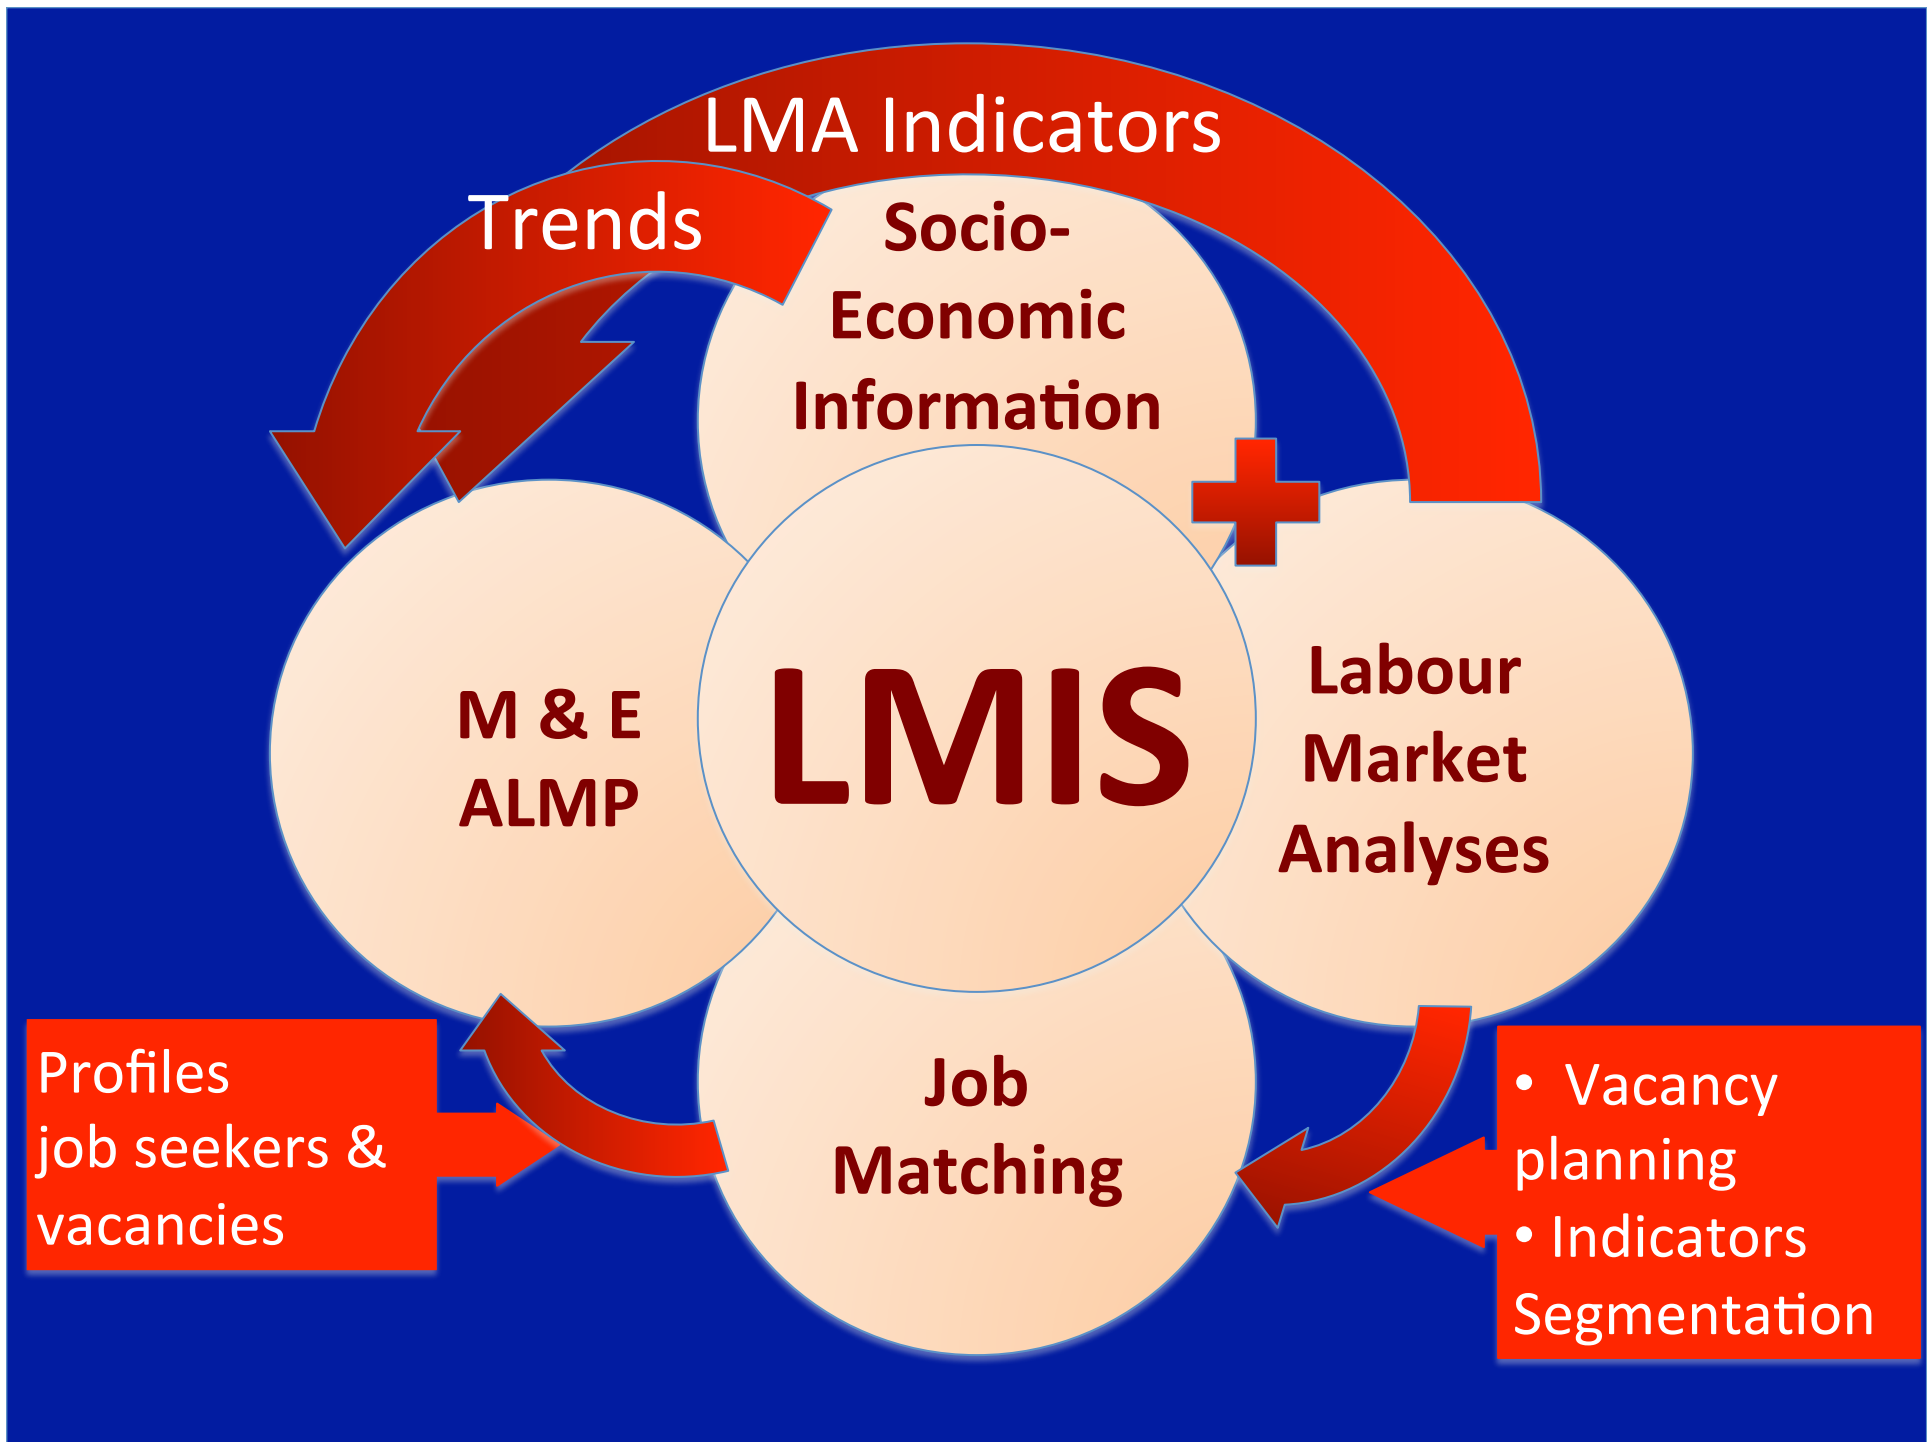 LMA Indicators
Trends
Socio-
Economic
Information
LMIS
M & E
ALMP
Labour
Market
Analyses
Job
Matching
Profiles
job seekers &
vacancies
• Vacancy
planning
• Indicators
Segmentation